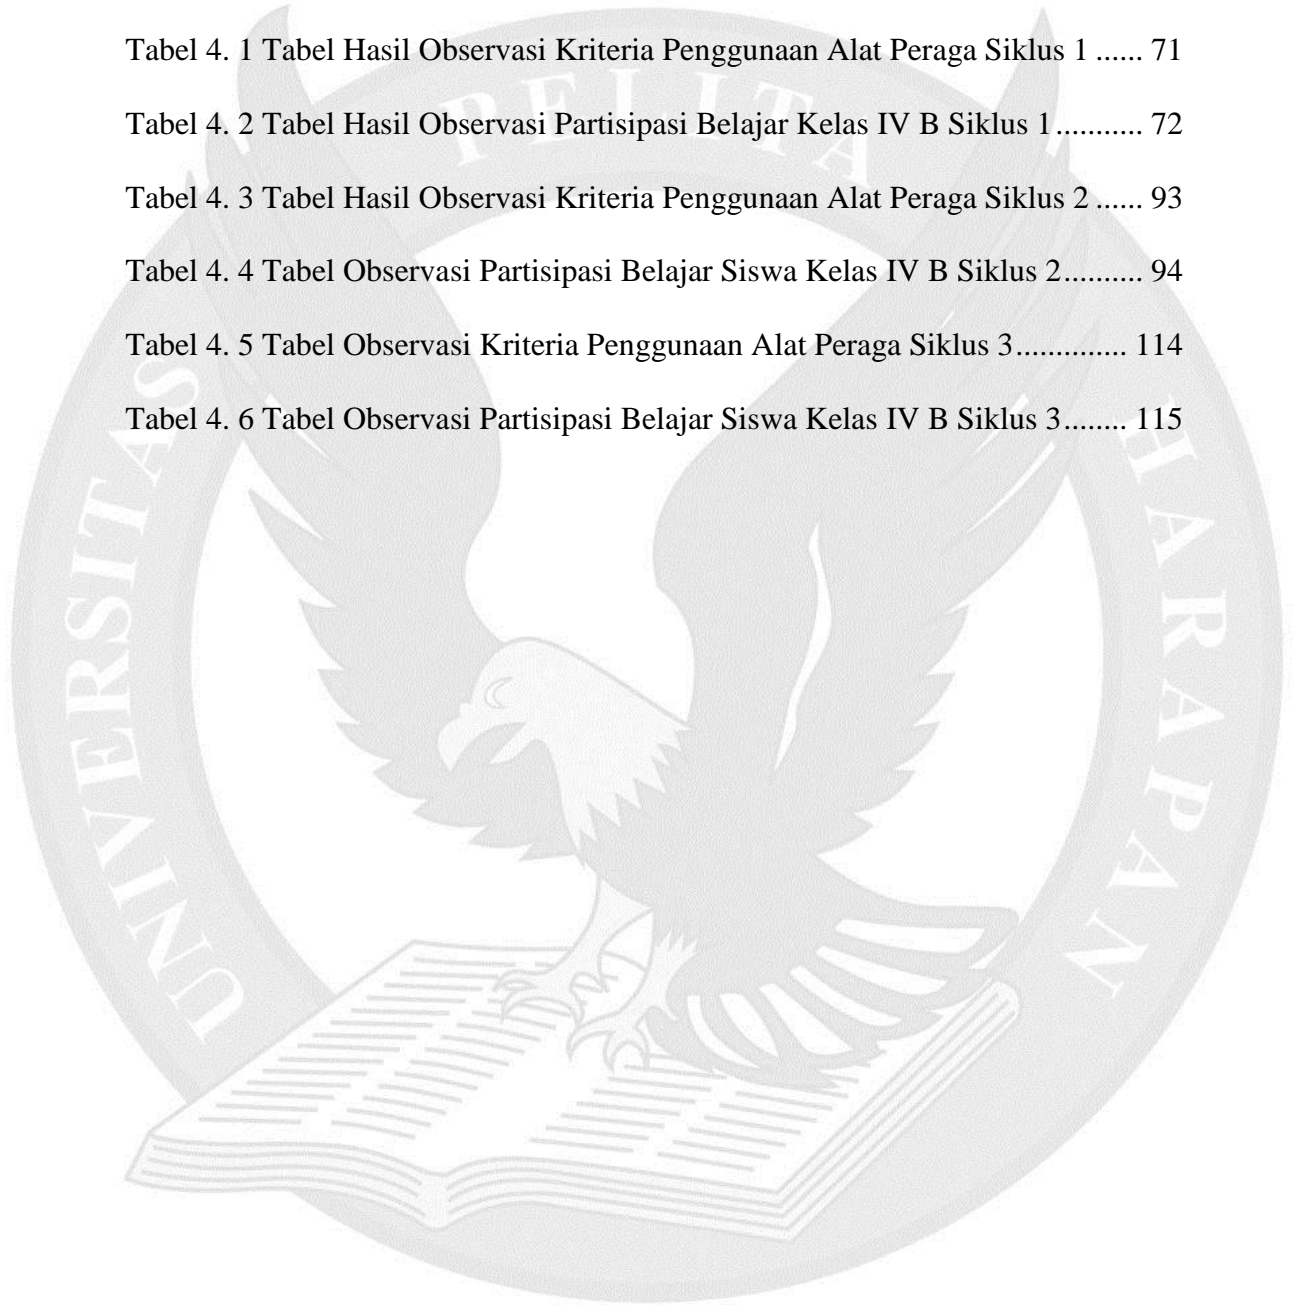 Tabel 4. 1 Tabel Hasil Observasi Kriteria Penggunaan Alat Peraga Siklus 1 ...... 71
Tabel 4. 2 Tabel Hasil Observasi Partisipasi Belajar Kelas IV B Siklus 1........... 72
Tabel 4. 3 Tabel Hasil Observasi Kriteria Penggunaan Alat Peraga Siklus 2 ...... 93
Tabel 4. 4 Tabel Observasi Partisipasi Belajar Siswa Kelas IV B Siklus 2.......... 94
Tabel 4. 5 Tabel Observasi Kriteria Penggunaan Alat Peraga Siklus 3.............. 114
Tabel 4. 6 Tabel Observasi Partisipasi Belajar Siswa Kelas IV B Siklus 3........ 115
UNIVERSITAS PELITA HARAPAN